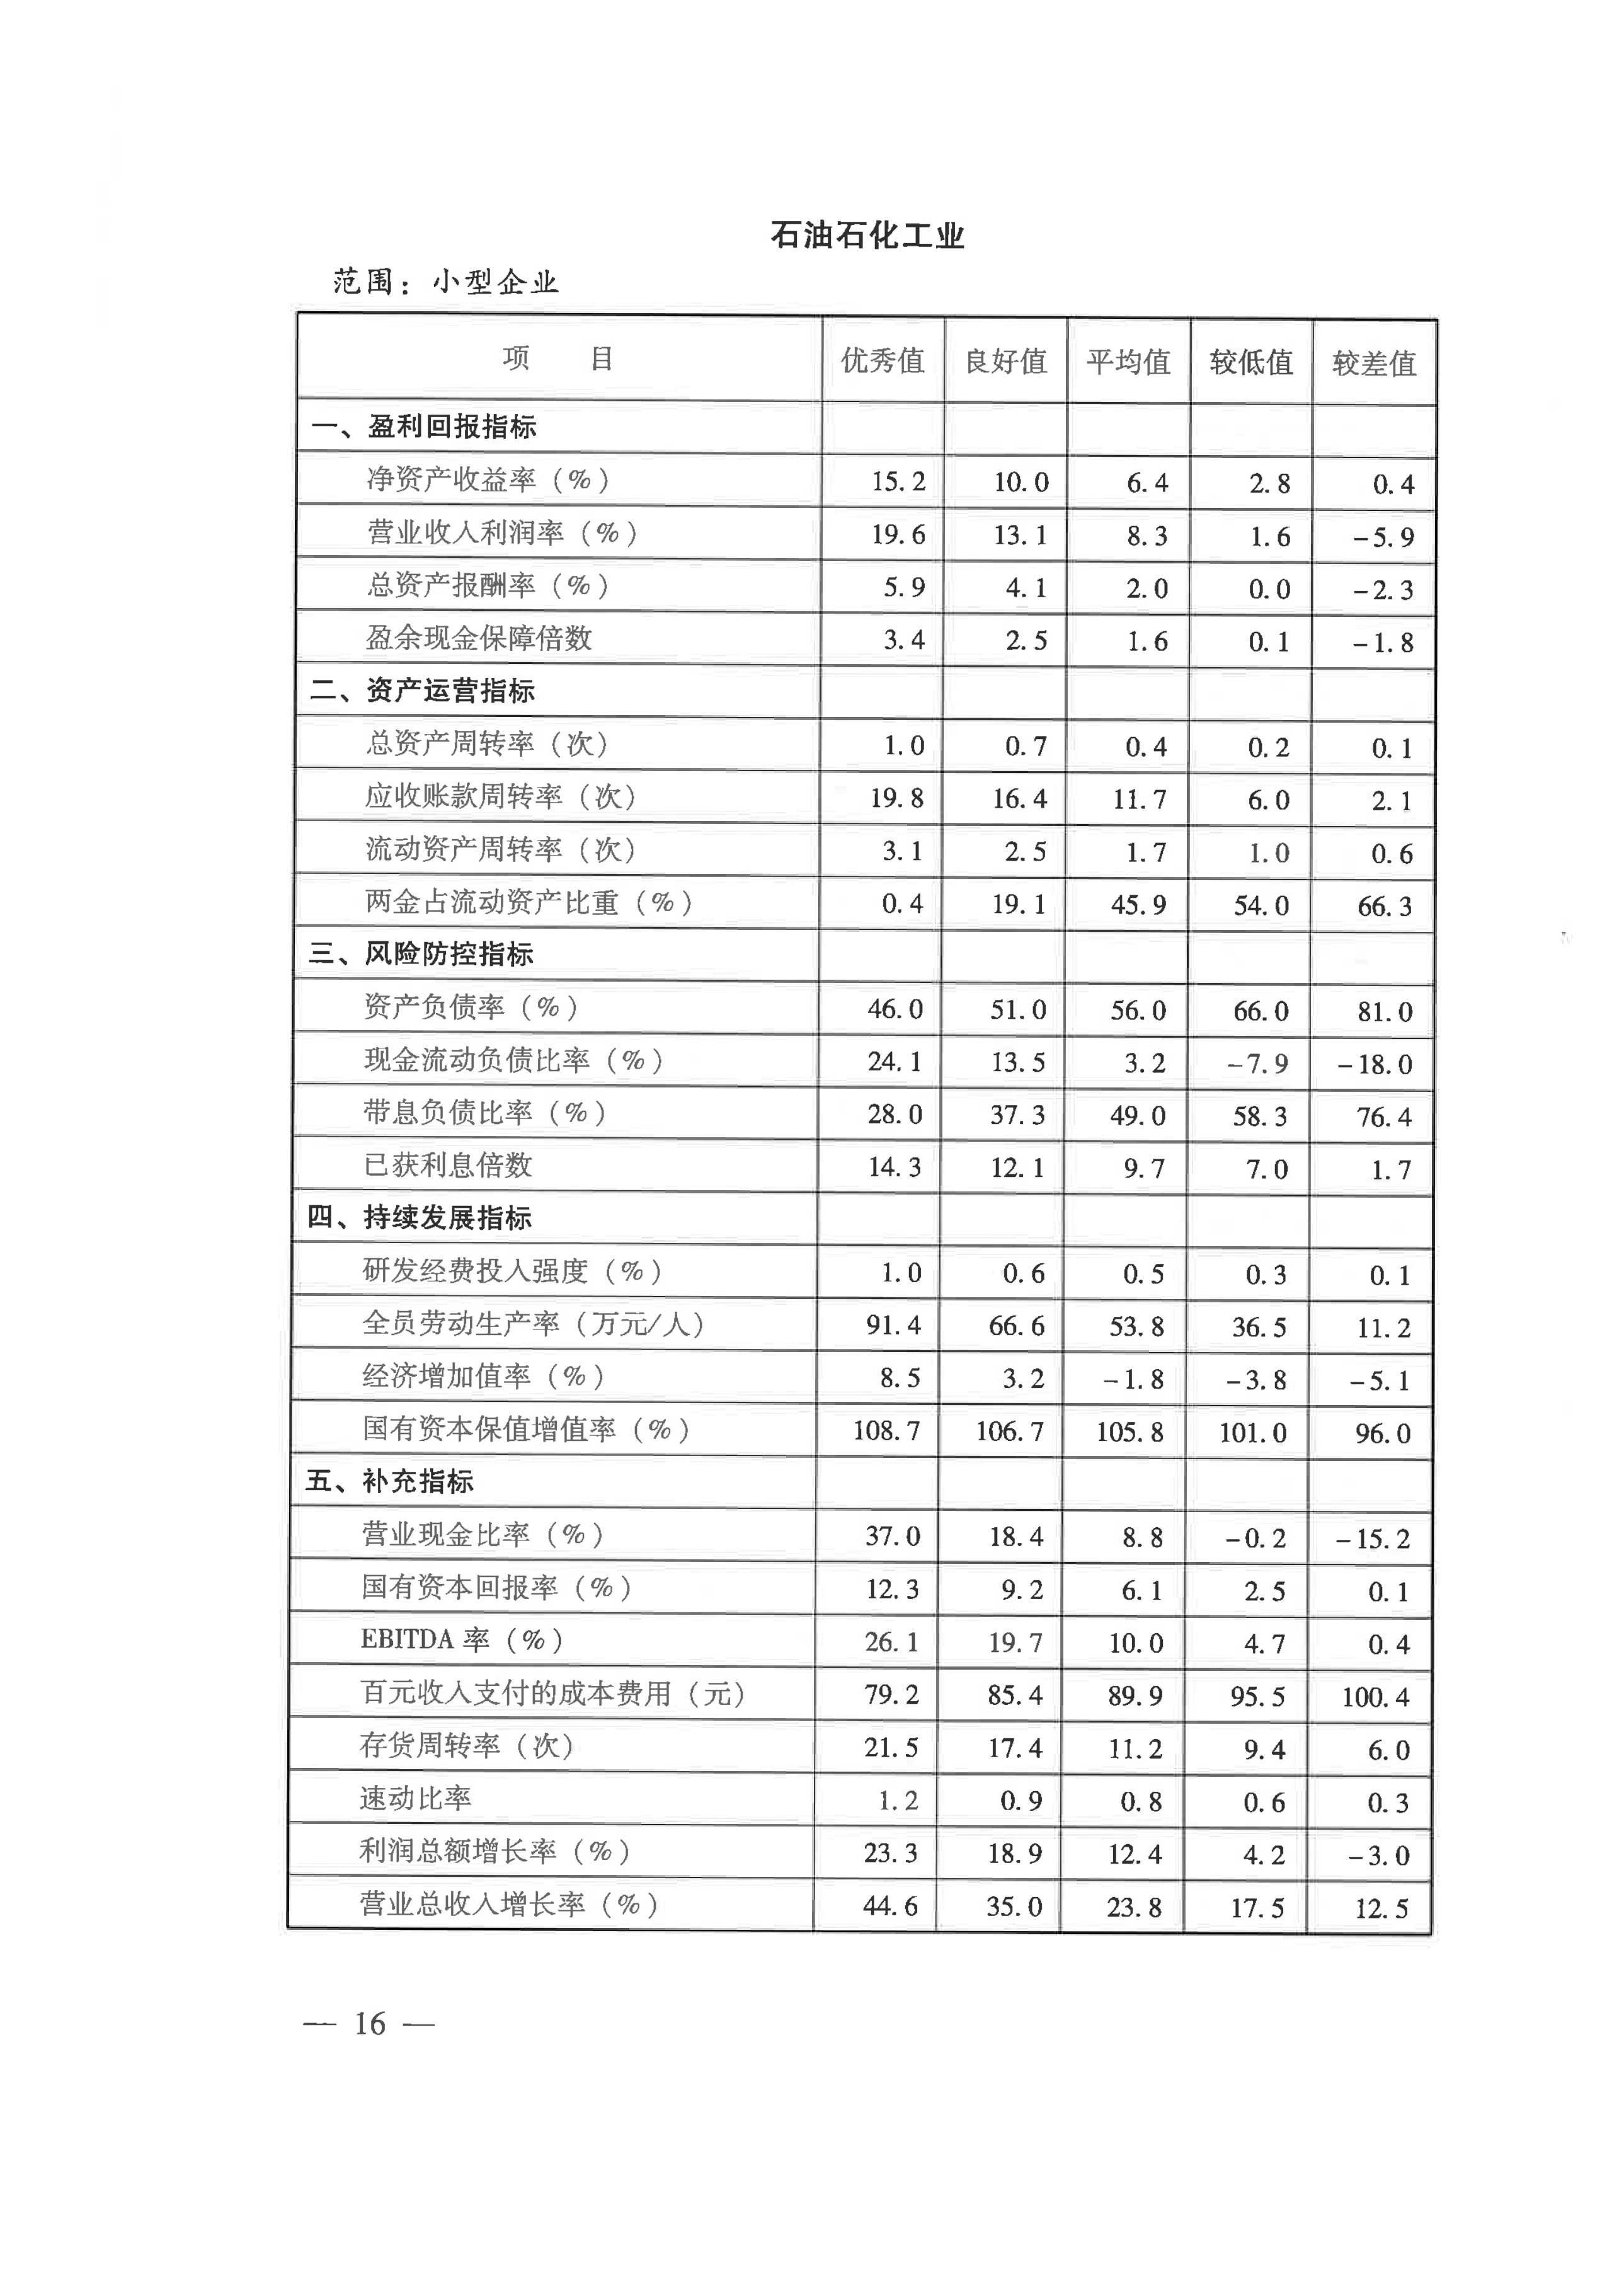 石油石化工业
范围：小型企业
项 目 优秀值 良好值 平均值 较低值 较差值
一、盈利回报指标
净资产收益率（%） 15.2 10.0 6.4 2.8 0.4
营业收入利润率（%） 19.6 13.1 8.3 1.6 -5.9
总资产报酬率（%） 5.9 4.1 2.0 0.0 -2.3
盈余现金保障倍数 3.4 2.5 1.6 0.1 -1.8
二、资产运营指标
总资产周转率（次） 1.0 0.7 0.4 0.2 0.1
应收账款周转率（次） 19.8 16.4 11.7 6.0 2.1
流动资产周转率（次） 3.1 2.5 1.7 1.0 0.6
两金占流动资产比重（%） 0.4 19.1 45.9 54.0 66.3
三、风险防控指标
资产负债率（%） 46.0 51.0 56.0 66.0 81.0
现金流动负债比率（%） 24.1 13.5 3.2 -7.9 -18.0
带息负债比率（%） 28.0 37.3 49.0 58.3 76.4
已获利息倍数 14.3 12.1 9.7 7.0 1.7
四、持续发展指标
研发经费投入强度（%） 1.0 0.6 0.5 0.3 0.1
全员劳动生产率（万元/人） 91.4 66.6 53.8 36.5 11.2
经济增加值率（%） 8.5 3.2 -1.8 -3.8 -5.1
国有资本保值增值率（%） 108.7 106.7 105.8 101.0 96.0
五、补充指标
营业现金比率（%） 37.0 18.4 8.8 -0.2 -15.2
国有资本回报率（%） 12.3 9.2 6.1 2.5 0.1
EBITDA 率（%） 26.1 19.7 10.0 4.7 0.4
百元收入支付的成本费用（元） 79.2 85.4 89.9 95.5 100.4
存货周转率（次） 21.5 17.4 11.2 9.4 6.0
速动比率 1.2 0.9 0.8 0.6 0.3
利润总额增长率（%） 23.3 18.9 12.4 4.2 -3.0
营业总收入增长率（%） 44.6 35.0 23.8 17.5 12.5
— 16 —